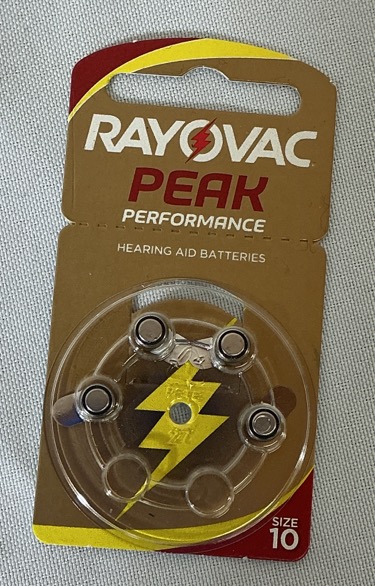 RAYOVAC
PEAK
PERFORMANCE
HEARING AID BATTERIES
SIZE
10